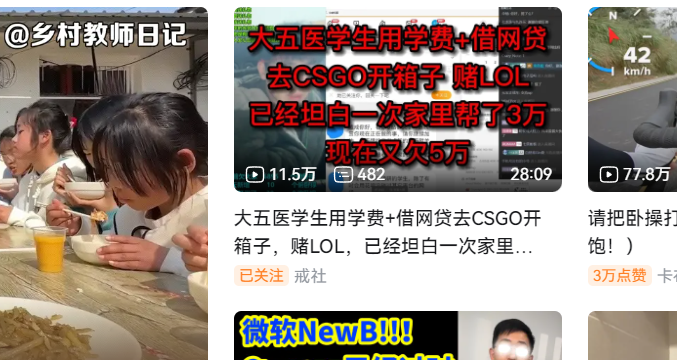 @乡村教师日记
大五医学生用学费+借网贷
去CSGO开箱子 赌LOL
已经坦白一次家里帮了3万
现在又欠5万
11.5万 482 28:09
大五医学生用学费+借网贷去CSGO开
箱子，赌LOL，已经坦白一次家里…
已关注 戒社
N
42
km/h
77.8万
请把卧操打
饱！）
3万点赞
微软NewB!!!